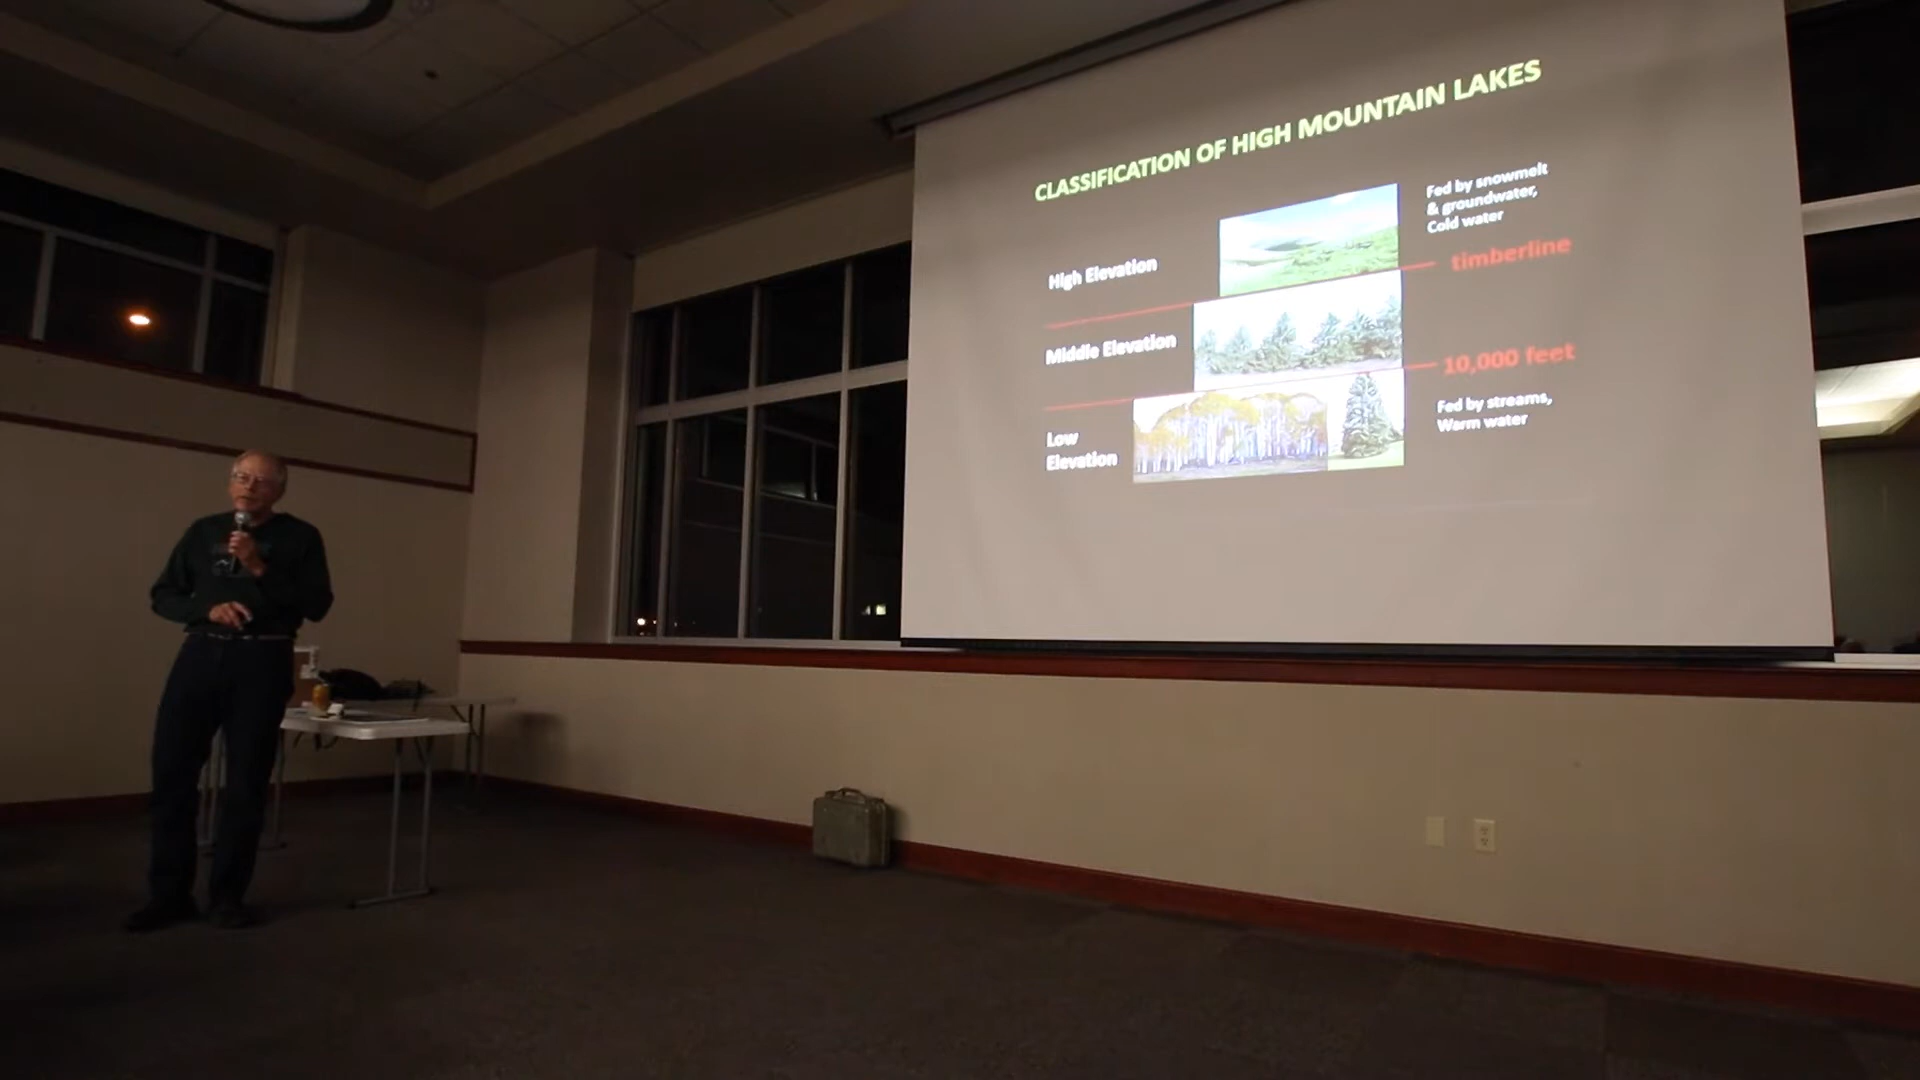 CLASSIFICATION OF HIGH MOUNTAIN LAKES
Fed by snowmelt
& groundwater,
Cold water
High Elevation
timberline
Middle Elevation
10,000 feet
Low
Elevation
Fed by streams,
Warm water